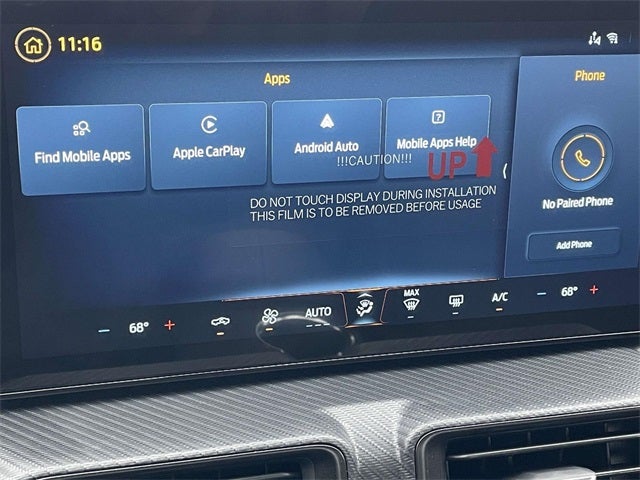 11:16
Apps
Phone
Find Mobile Apps
Apple CarPlay
Android Auto
Mobile Apps Help
!!!CAUTION!!!
UP
DO NOT TOUCH DISPLAY DURING INSTALLATION
THIS FILM IS TO BE REMOVED BEFORE USAGE
No Paired Phone
Add Phone
68°
AUTO
MAX
A/C
68°